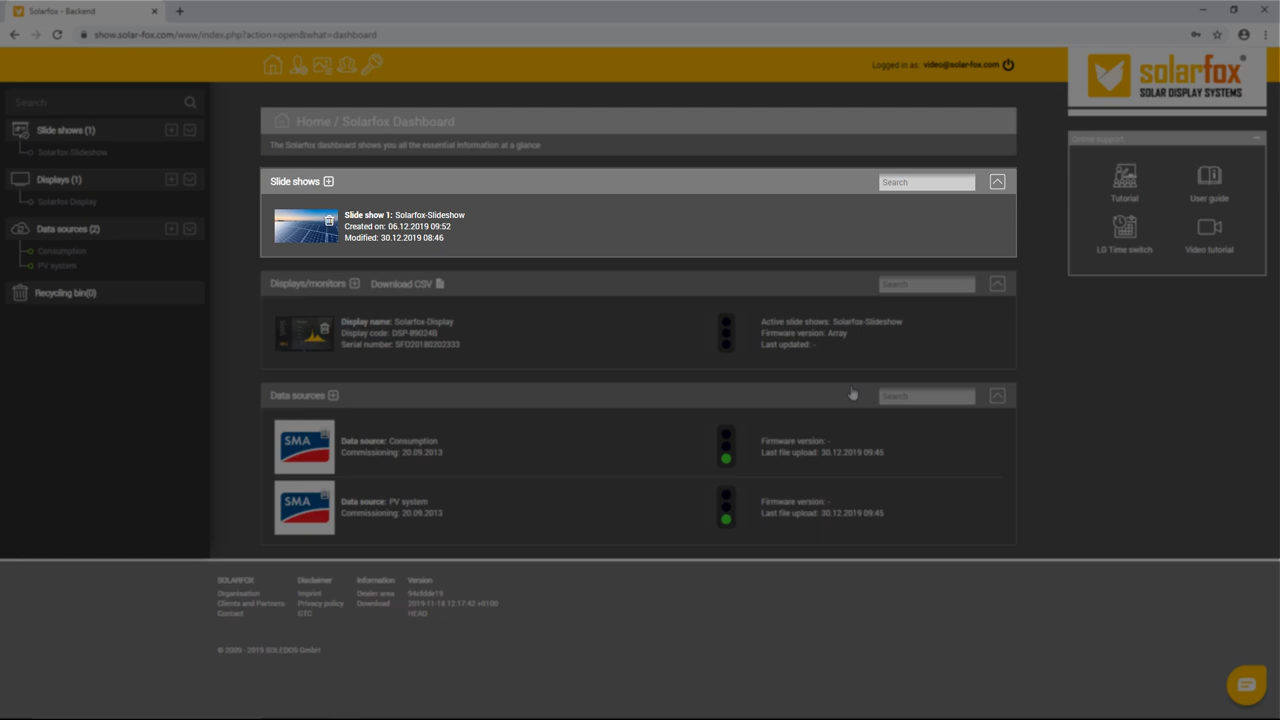 Solarfox - Backend
show.solar-fox.com/www/index.php?action=open&what=dashboard
Logged in as: video@solar-fox.com
solarfox®
SOLAR DISPLAY SYSTEMS
Search
Slide shows (1)
Solarfox-Slideshow
Displays (1)
Solarfox-Display
Data sources (2)
Consumption
PV system
Recycling bin(0)
Home / Solarfox Dashboard
The Solarfox dashboard shows you all the essential information at a glance
Slide shows
Search
Slide show 1: Solarfox-Slideshow
Created on: 06.12.2019 09:52
Modified: 30.12.2019 08:46
Displays/monitors Download CSV
Search
Display name: Solarfox-Display
Display code: DSP-89024B
Serial number: SFO20180202333
Active slide shows: Solarfox-Slideshow
Firmware version: Array
Last updated: -
Data sources
Search
SMA
Data source: Consumption
Commissioning: 20.09.2013
Firmware version: -
Last file upload: 30.12.2019 09:45
SMA
Data source: PV system
Commissioning: 20.09.2013
Firmware version: -
Last file upload: 30.12.2019 09:45
Online support
Tutorial
User guide
LG Time switch
Video tutorial
SOLARFOX
Organisation
Clients and Partners
Contact
Disclaimer
Imprint
Privacy policy
GTC
Information
Dealer area
Download
Version
2019-11-18 12:17:42 +0100
HEAD
© 2009 - 2019 SOLEDOS GmbH